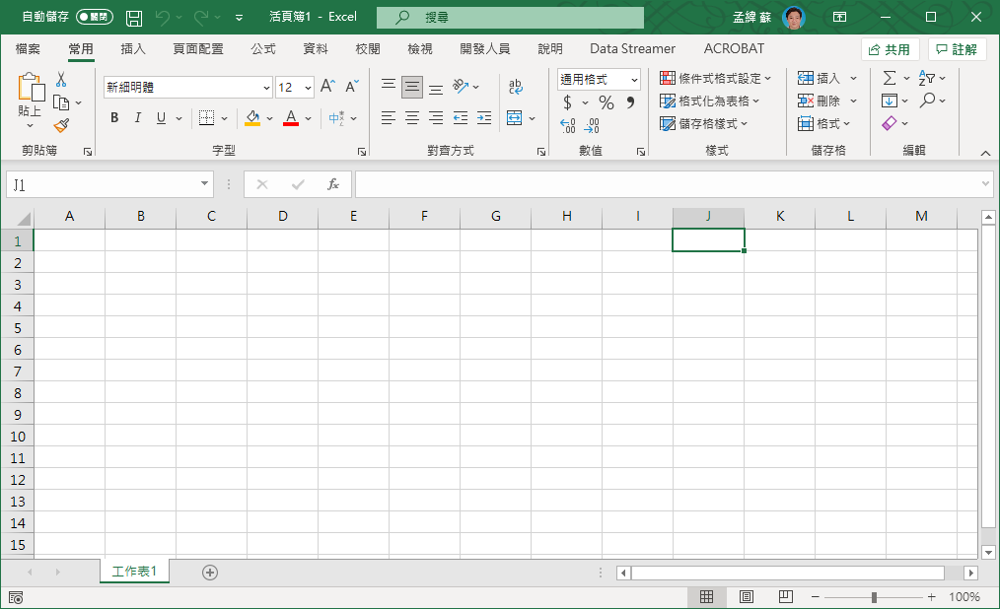 自動儲存 關閉 活頁簿1 - Excel 搜尋 孟緯 蘇
檔案 常用 插入 頁面配置 公式 資料 校閱 檢視 開發人員 說明 Data Streamer ACROBAT 共用 註解
貼上
新細明體 12
B I U
A A
A
中
ab
通用格式
$ % ,
條件式格式設定
格式化為表格
儲存格樣式
插入
刪除
格式
剪貼簿 字型 對齊方式 數值 樣式 儲存格 編輯
J1 fx
A B C D E F G H I J K L M
1
2
3
4
5
6
7
8
9
10
11
12
13
14
15
工作表1
100%